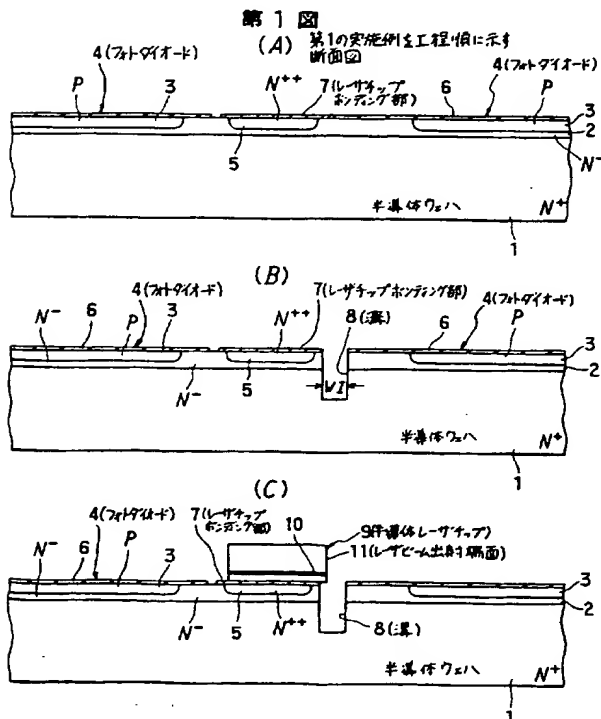 第1図
(A) 第1の実施例を工程順に示す
断面図
4(フォトダイオード)
P
3
N++
7(レーザチップ
ボンディング部)
6
4(フォトダイオード)
P
3
2
5
N-
半導体ウェハ
N+
1
(B)
N-
6
4(フォトダイオード)
P
3
N++
7(レーザチップボンディング部)
8(溝)
6
4(フォトダイオード)
P
3
2
N-
5
W1
半導体ウェハ
N+
1
(C)
N-
6
4(フォトダイオード)
P
3
7(レーザチップ
ボンディング部)
10
9(半導体レーザチップ)
11(レーザビーム出射端面)
3
2
N-
5
N++
8(溝)
半導体ウェハ
N+
1